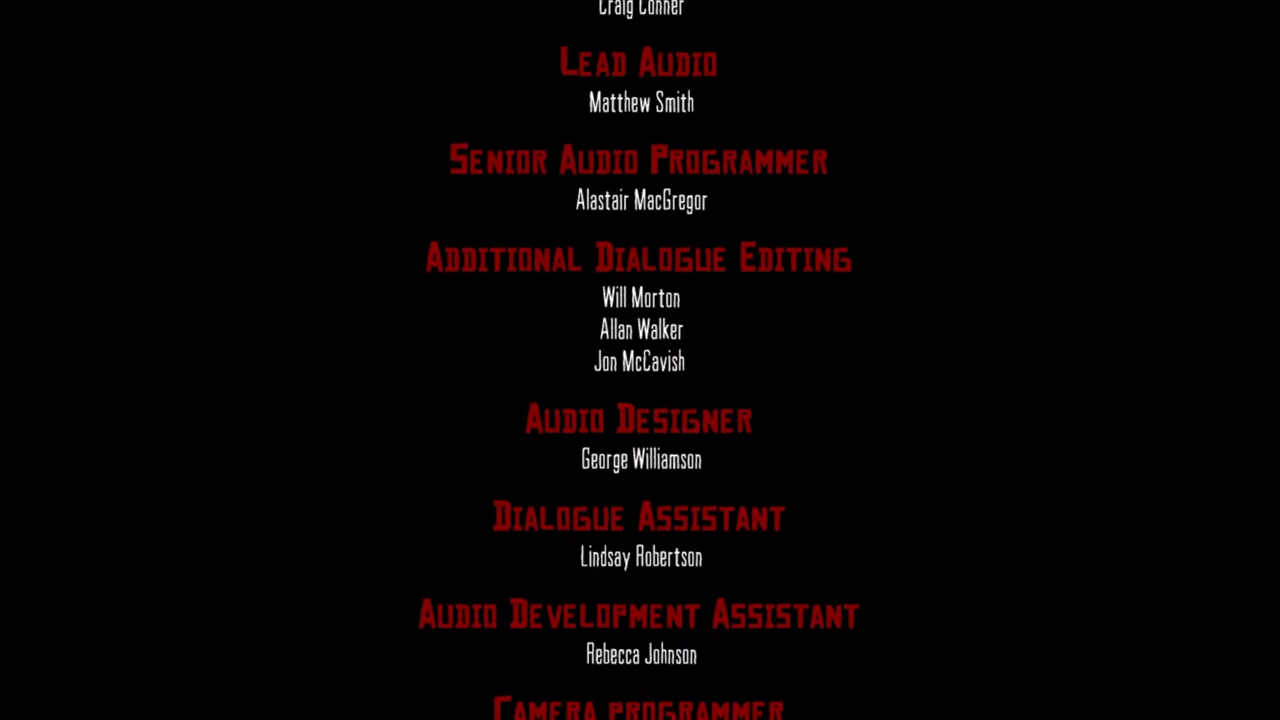 Craig Conner
Lead Audio
Matthew Smith
Senior Audio Programmer
Alastair MacGregor
Additional Dialogue Editing
Will Morton
Allan Walker
Jon McCavish
Audio Designer
George Williamson
Dialogue Assistant
Lindsay Robertson
Audio Development Assistant
Rebecca Johnson
Camera programmer